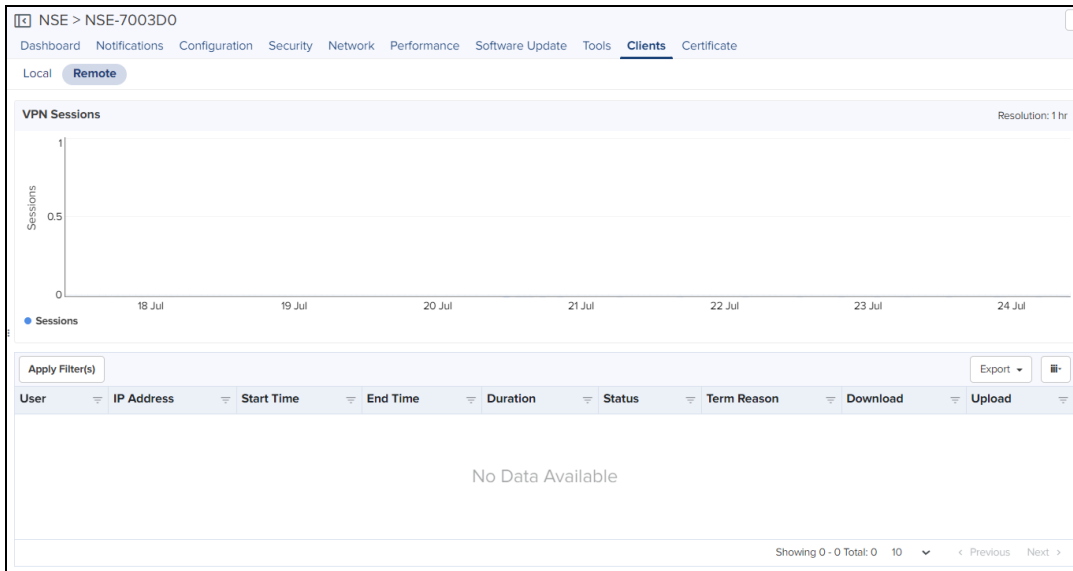 NSE > NSE-7003D0
Dashboard Notifications Configuration Security Network Performance Software Update Tools Clients Certificate
Local Remote
VPN Sessions Resolution: 1 hr
1
Sessions
0.5
0
18 Jul 19 Jul 20 Jul 21 Jul 22 Jul 23 Jul 24 Jul
Sessions
Apply Filter(s) Export
User IP Address Start Time End Time Duration Status Term Reason Download Upload
No Data Available
Showing 0 - 0 Total: 0 10 < Previous Next >